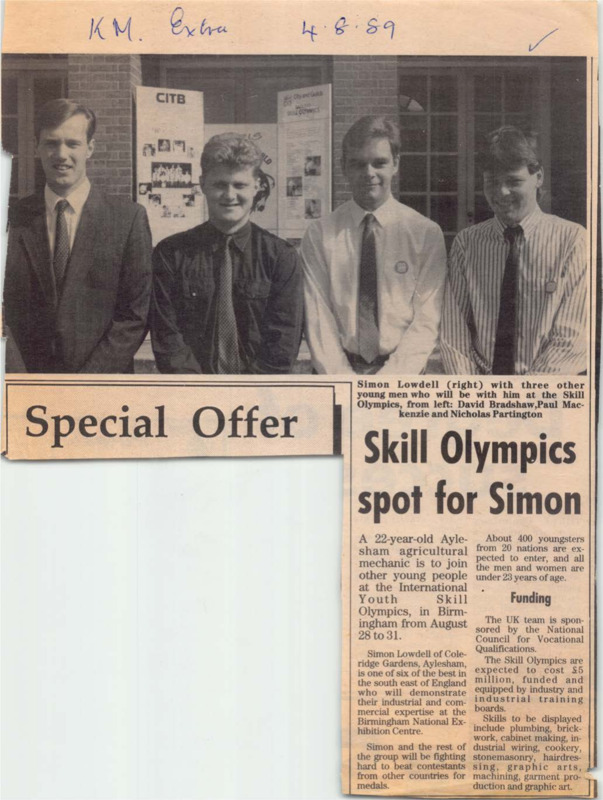 KM. Extra 4.8.89
CITB
City and Guilds
Simon Lowdell (right) with three other
young men who will be with him at the Skill
Olympics, from left: David Bradshaw,Paul Mac-
kenzie and Nicholas Partington
Special Offer
Skill Olympics
spot for Simon
A 22-year-old Ayle-
sham agricultural
mechanic is to join
other young people
at the International
Youth Skill
Olympics, in Birm-
ingham from August
28 to 31.
Simon Lowdell of Cole-
ridge Gardens, Aylesham,
is one of six of the best in
the south east of England
who will demonstrate
their industrial and com-
mercial expertise at the
Birmingham National Ex-
hibition Centre.
Simon and the rest of
the group will be fighting
hard to beat contestants
from other countries for
medals.
About 400 youngsters
from 20 nations are ex-
pected to enter, and all
the men and women are
under 23 years of age.
Funding
The UK team is spon-
sored by the National
Council for Vocational
Qualifications.
The Skill Olympics are
expected to cost £5
million, funded and
equipped by industry and
industrial training
boards.
Skills to be displayed
include plumbing, brick-
work, cabinet making, in-
dustrial wiring, cookery,
stonemasonry, hairdres-
sing, graphic arts,
machining, garment pro-
duction and graphic art.